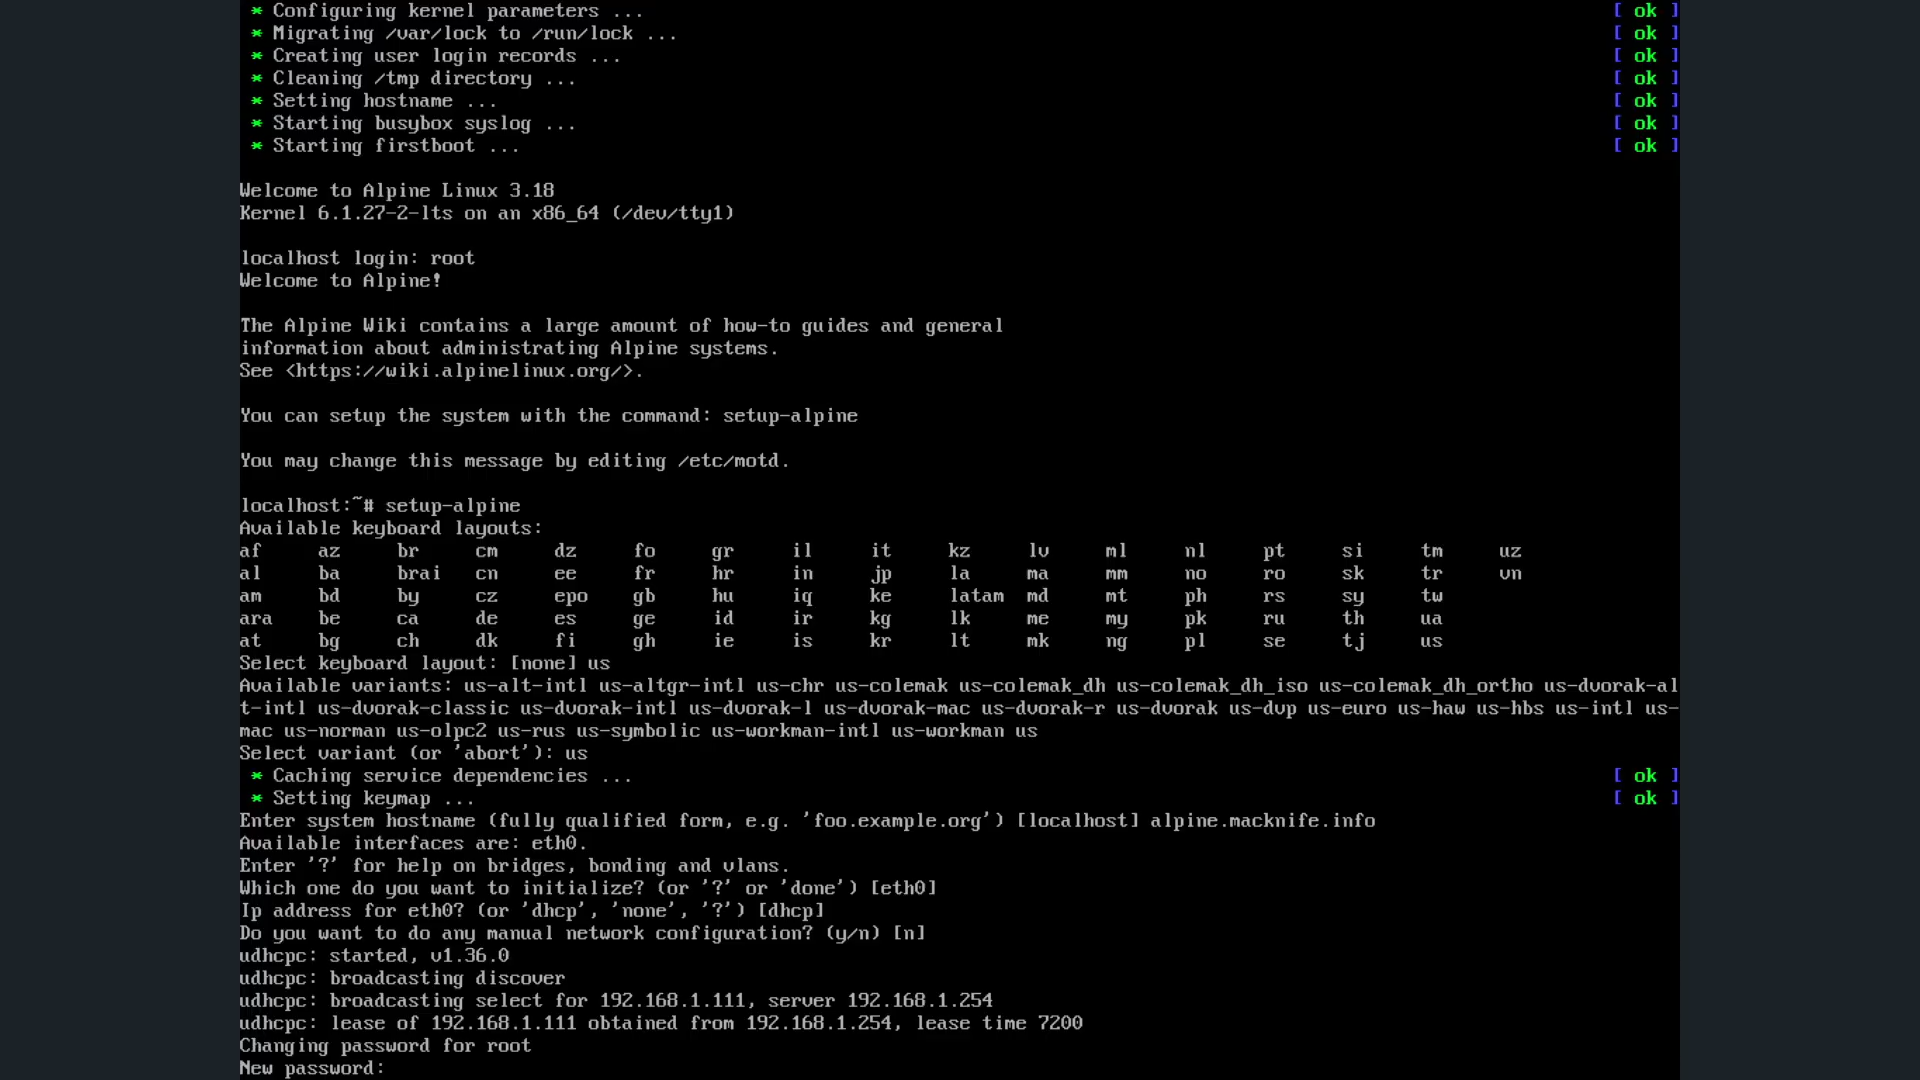 * Configuring kernel parameters ... [ ok ]
* Migrating /var/lock to /run/lock ... [ ok ]
* Creating user login records ... [ ok ]
* Cleaning /tmp directory ... [ ok ]
* Setting hostname ... [ ok ]
* Starting busybox syslog ... [ ok ]
* Starting firstboot ... [ ok ]
Welcome to Alpine Linux 3.18
Kernel 6.1.27-2-lts on an x86_64 (/dev/tty1)
localhost login: root
Welcome to Alpine!
The Alpine Wiki contains a large amount of how-to guides and general
information about administrating Alpine systems.
See <https://wiki.alpinelinux.org/>.
You can setup the system with the command: setup-alpine
You may change this message by editing /etc/motd.
localhost:~# setup-alpine
Available keyboard layouts:
af az br cm dz fo gr il it kz lv ml nl pt si tm uz
al ba brai cn ee fr hr in jp la ma mm no ro sk tr vn
am bd by cz epo gb hu iq ke latam md mt ph rs sy tw
ara be ca de es ge id ir kg lk me my pk ru th ua
at bg ch dk fi gh ie is kr lt mk ng pl se tj us
Select keyboard layout: [none] us
Available variants: us-alt-intl us-altgr-intl us-chr us-colemak us-colemak_dh us-colemak_dh_iso us-colemak_dh_ortho us-dvorak-al
t-intl us-dvorak-classic us-dvorak-intl us-dvorak-l us-dvorak-mac us-dvorak-r us-dvorak us-dvp us-euro us-haw us-hbs us-intl us-
mac us-norman us-olpc2 us-rus us-symbolic us-workman-intl us-workman us
Select variant (or 'abort'): us
* Caching service dependencies ... [ ok ]
* Setting keymap ... [ ok ]
Enter system hostname (fully qualified form, e.g. 'foo.example.org') [localhost] alpine.macknife.info
Available interfaces are: eth0.
Enter '?' for help on bridges, bonding and vlans.
Which one do you want to initialize? (or '?' or 'done') [eth0]
Ip address for eth0? (or 'dhcp', 'none', '?') [dhcp]
Do you want to do any manual network configuration? (y/n) [n]
udhcpc: started, v1.36.0
udhcpc: broadcasting discover
udhcpc: broadcasting select for 192.168.1.111, server 192.168.1.254
udhcpc: lease of 192.168.1.111 obtained from 192.168.1.254, lease time 7200
Changing password for root
New password: